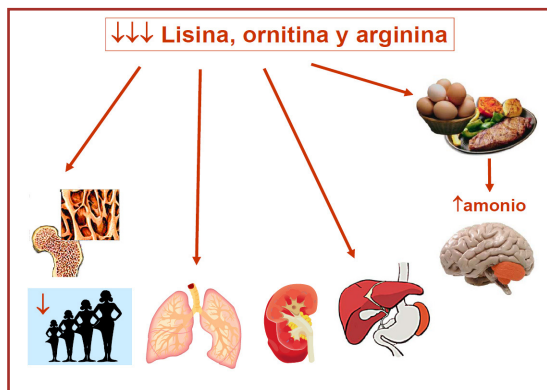 ↓↓↓ Lisina, ornitina y arginina
↑amonio
↓